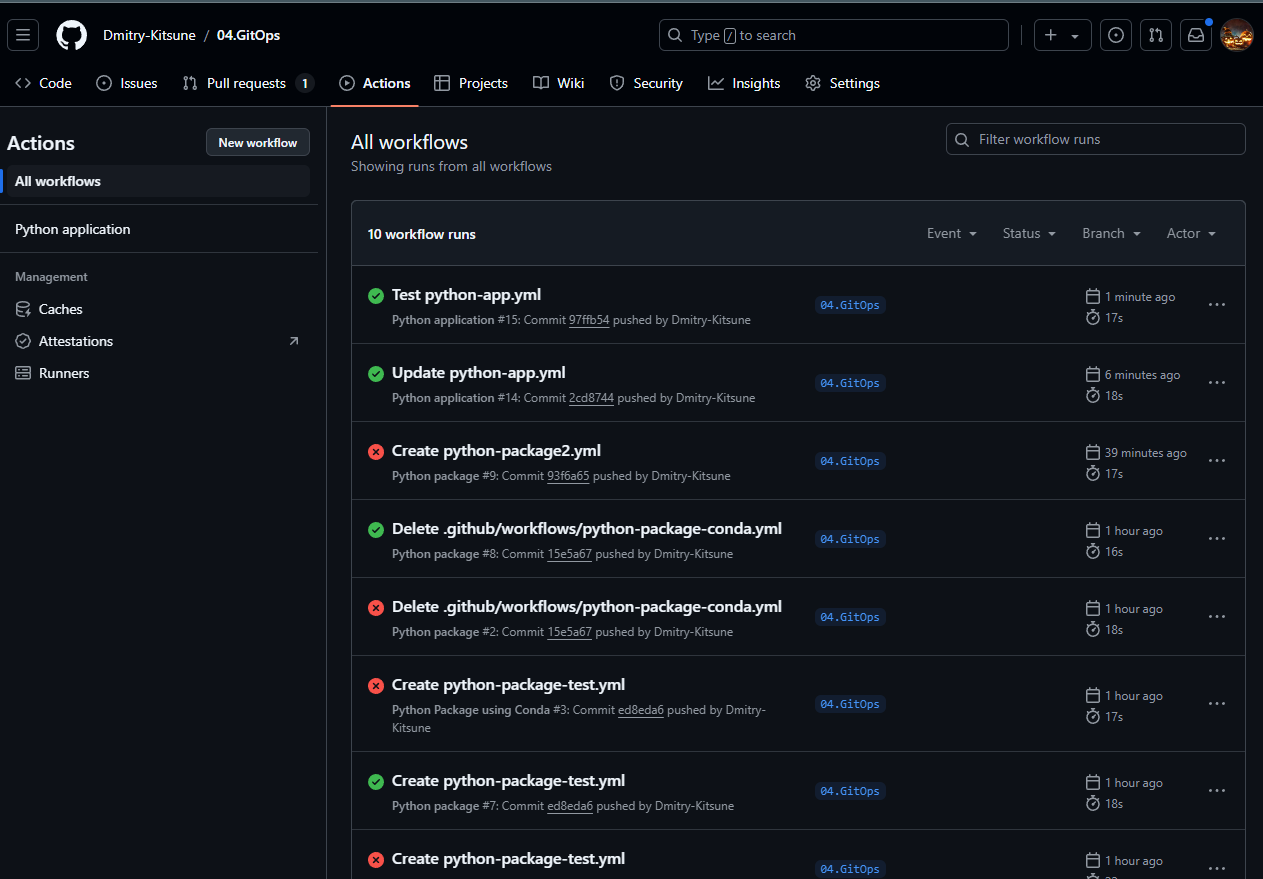 Dmitry-Kitsune / 04.GitOps
Type / to search
Code
Issues
Pull requests 1
Actions
Projects
Wiki
Security
Insights
Settings
Actions
New workflow
All workflows
Python application
Management
Caches
Attestations
Runners
All workflows
Showing runs from all workflows
Filter workflow runs
10 workflow runs
Event
Status
Branch
Actor
Test python-app.yml
Python application #15: Commit 97ffb54 pushed by Dmitry-Kitsune
04.GitOps
1 minute ago
17s
Update python-app.yml
Python application #14: Commit 2cd8744 pushed by Dmitry-Kitsune
04.GitOps
6 minutes ago
18s
Create python-package2.yml
Python package #9: Commit 93f6a65 pushed by Dmitry-Kitsune
04.GitOps
39 minutes ago
17s
Delete .github/workflows/python-package-conda.yml
Python package #8: Commit 15e5a67 pushed by Dmitry-Kitsune
04.GitOps
1 hour ago
16s
Delete .github/workflows/python-package-conda.yml
Python package #2: Commit 15e5a67 pushed by Dmitry-Kitsune
04.GitOps
1 hour ago
18s
Create python-package-test.yml
Python Package using Conda #3: Commit ed8eda6 pushed by Dmitry-
Kitsune
04.GitOps
1 hour ago
17s
Create python-package-test.yml
Python package #7: Commit ed8eda6 pushed by Dmitry-Kitsune
04.GitOps
1 hour ago
18s
Create python-package-test.yml
04.GitOps
1 hour ago